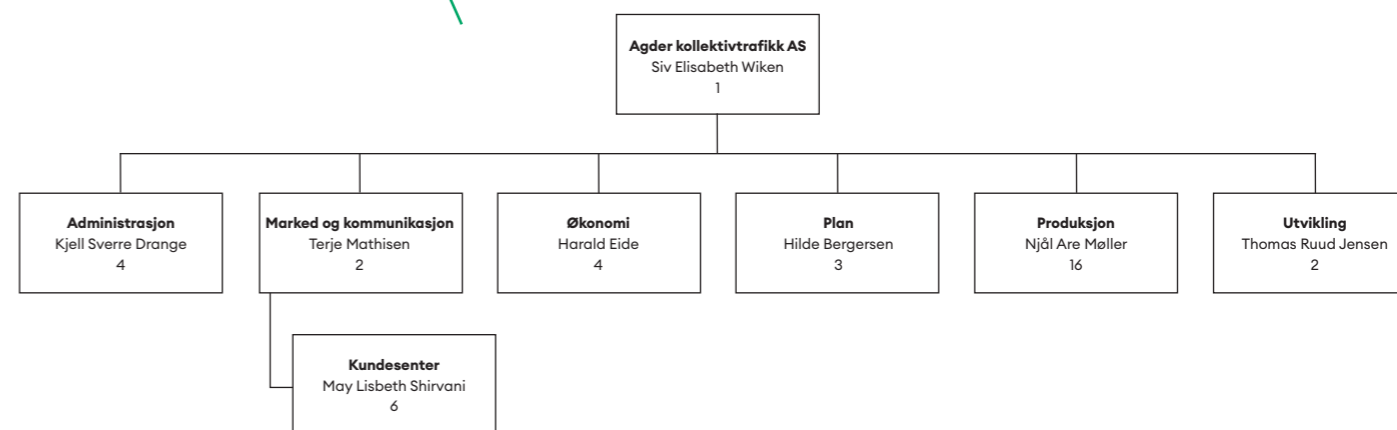 Agder kollektivtrafikk AS
Siv Elisabeth Wiken
1
Administrasjon
Kjell Sverre Drange
4
Marked og kommunikasjon
Terje Mathisen
2
Økonomi
Harald Eide
4
Plan
Hilde Bergersen
3
Produksjon
Njål Are Møller
16
Utvikling
Thomas Ruud Jensen
2
Kundesenter
May Lisbeth Shirvani
6